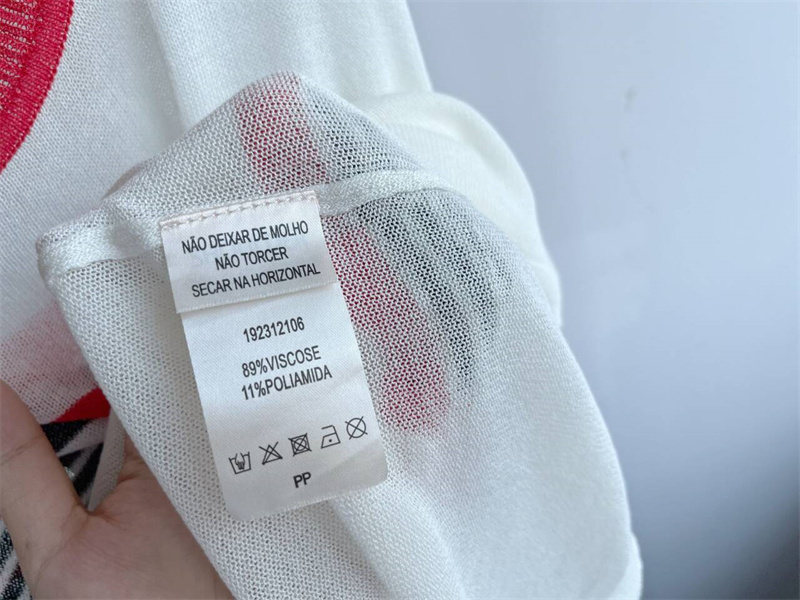 NÃO DEIXAR DE MOLHO
NÃO TORCER
SECAR NA HORIZONTAL
192312106
89%VISCOSE
11%POLIAMIDA
PP